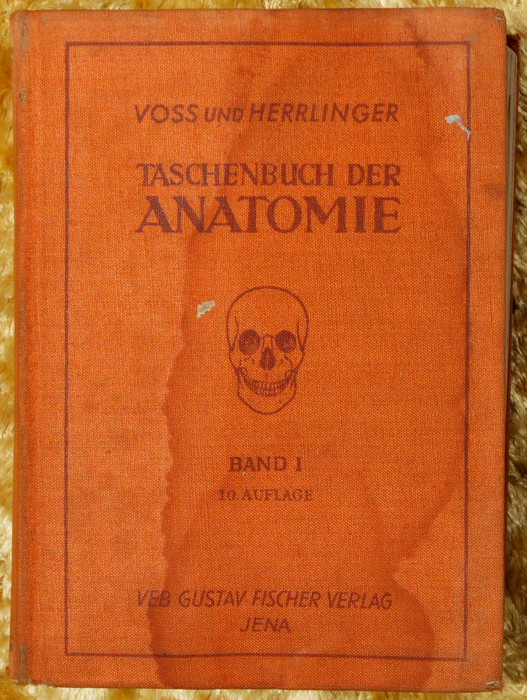 VOSS UND HERRLINGER
TASCHENBUCH DER
ANATOMIE
BAND I
10. AUFLAGE
VEB GUSTAV FISCHER VERLAG
JENA